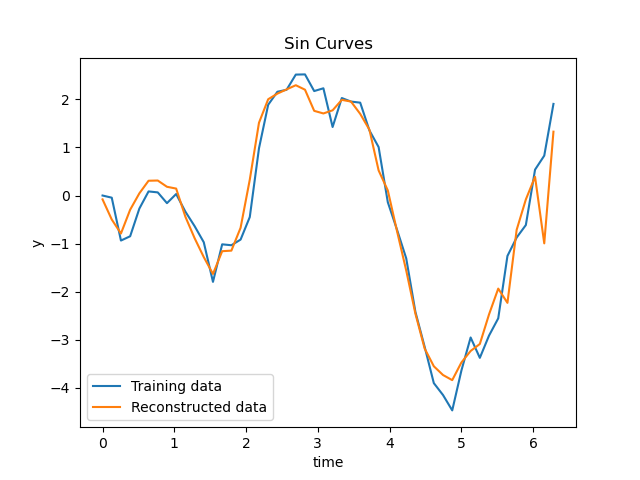 Sin Curves
y
2
1
0
−1
−2
−3
−4
Training data
Reconstructed data
0 1 2 3 4 5 6
time